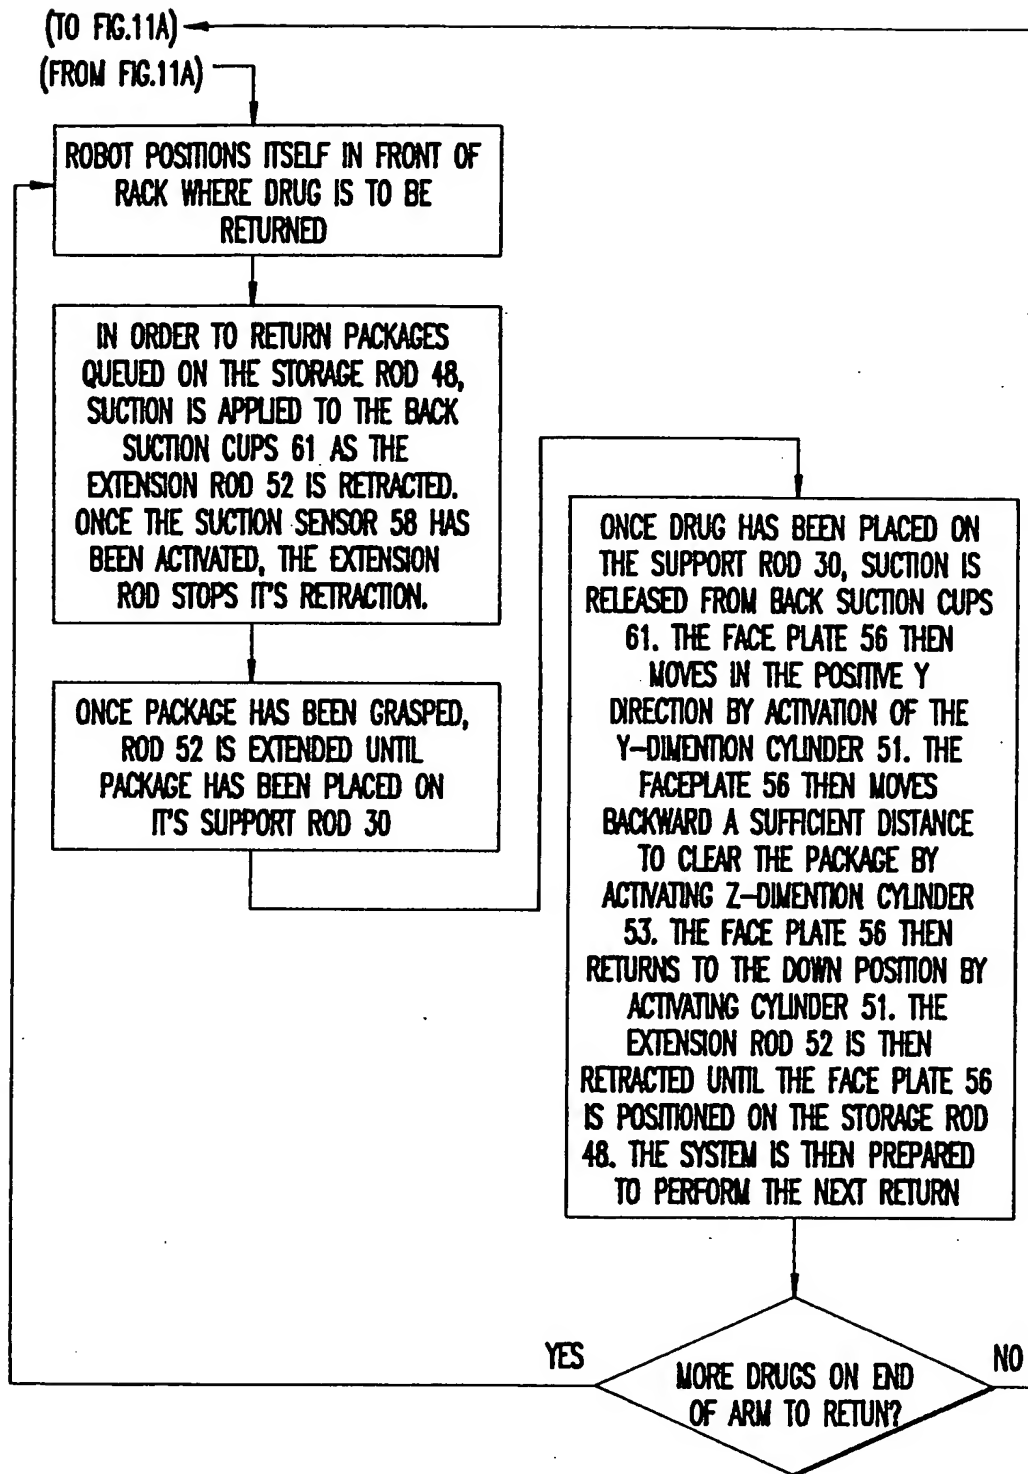 (TO FIG.11A)
(FROM FIG.11A)
ROBOT POSITIONS ITSELF IN FRONT OF
RACK WHERE DRUG IS TO BE
RETURNED
IN ORDER TO RETURN PACKAGES
QUEUED ON THE STORAGE ROD 48,
SUCTION IS APPLIED TO THE BACK
SUCTION CUPS 61 AS THE
EXTENSION ROD 52 IS RETRACTED.
ONCE THE SUCTION SENSOR 58 HAS
BEEN ACTIVATED, THE EXTENSION
ROD STOPS IT'S RETRACTION.
ONCE PACKAGE HAS BEEN GRASPED,
ROD 52 IS EXTENDED UNTIL
PACKAGE HAS BEEN PLACED ON
IT'S SUPPORT ROD 30
ONCE DRUG HAS BEEN PLACED ON
THE SUPPORT ROD 30, SUCTION IS
RELEASED FROM BACK SUCTION CUPS
61. THE FACE PLATE 56 THEN
MOVES IN THE POSITIVE Y
DIRECTION BY ACTIVATION OF THE
Y-DIMENTION CYLINDER 51. THE
FACEPLATE 56 THEN MOVES
BACKWARD A SUFFICIENT DISTANCE
TO CLEAR THE PACKAGE BY
ACTIVATING Z-DIMENTION CYLINDER
53. THE FACE PLATE 56 THEN
RETURNS TO THE DOWN POSITION BY
ACTIVATING CYLINDER 51. THE
EXTENSION ROD 52 IS THEN
RETRACTED UNTIL THE FACE PLATE 56
IS POSITIONED ON THE STORAGE ROD
48. THE SYSTEM IS THEN PREPARED
TO PERFORM THE NEXT RETURN
YES
NO
MORE DRUGS ON END
OF ARM TO RETUN?